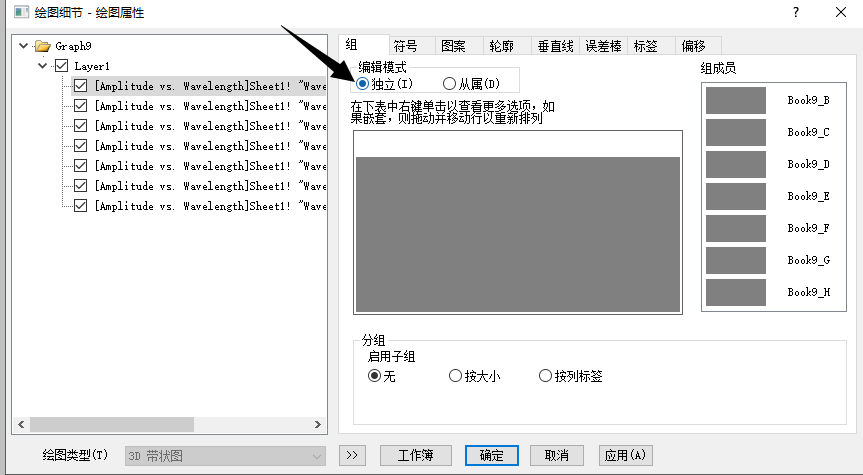 绘图细节 - 绘图属性
? ×
Graph9
Layer1
[Amplitude vs. Wavelength]Sheet1! "Wave
[Amplitude vs. Wavelength]Sheet1! "Wave
[Amplitude vs. Wavelength]Sheet1! "Wave
[Amplitude vs. Wavelength]Sheet1! "Wave
[Amplitude vs. Wavelength]Sheet1! "Wave
[Amplitude vs. Wavelength]Sheet1! "Wave
[Amplitude vs. Wavelength]Sheet1! "Wave
组 符号 图案 轮廓 垂直线 误差棒 标签 偏移
编辑模式
独立(I) 从属(D)
在下表中右键单击以查看更多选项，如
果嵌套，则拖动并移动行以重新排列
组成员
Book9_B
Book9_C
Book9_D
Book9_E
Book9_F
Book9_G
Book9_H
分组
启用子组
无 按大小 按列标签
绘图类型(T) 3D 带状图 >> 工作簿 确定 取消 应用(A)